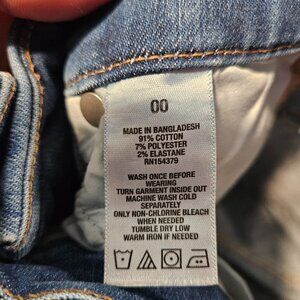 00
MADE IN BANGLADESH
91% COTTON
7% POLYESTER
2% ELASTANE
RN154379
WASH ONCE BEFORE
WEARING
TURN GARMENT INSIDE OUT
MACHINE WASH COLD
SEPARATELY
ONLY NON-CHLORINE BLEACH
WHEN NEEDED
TUMBLE DRY LOW
WARM IRON IF NEEDED